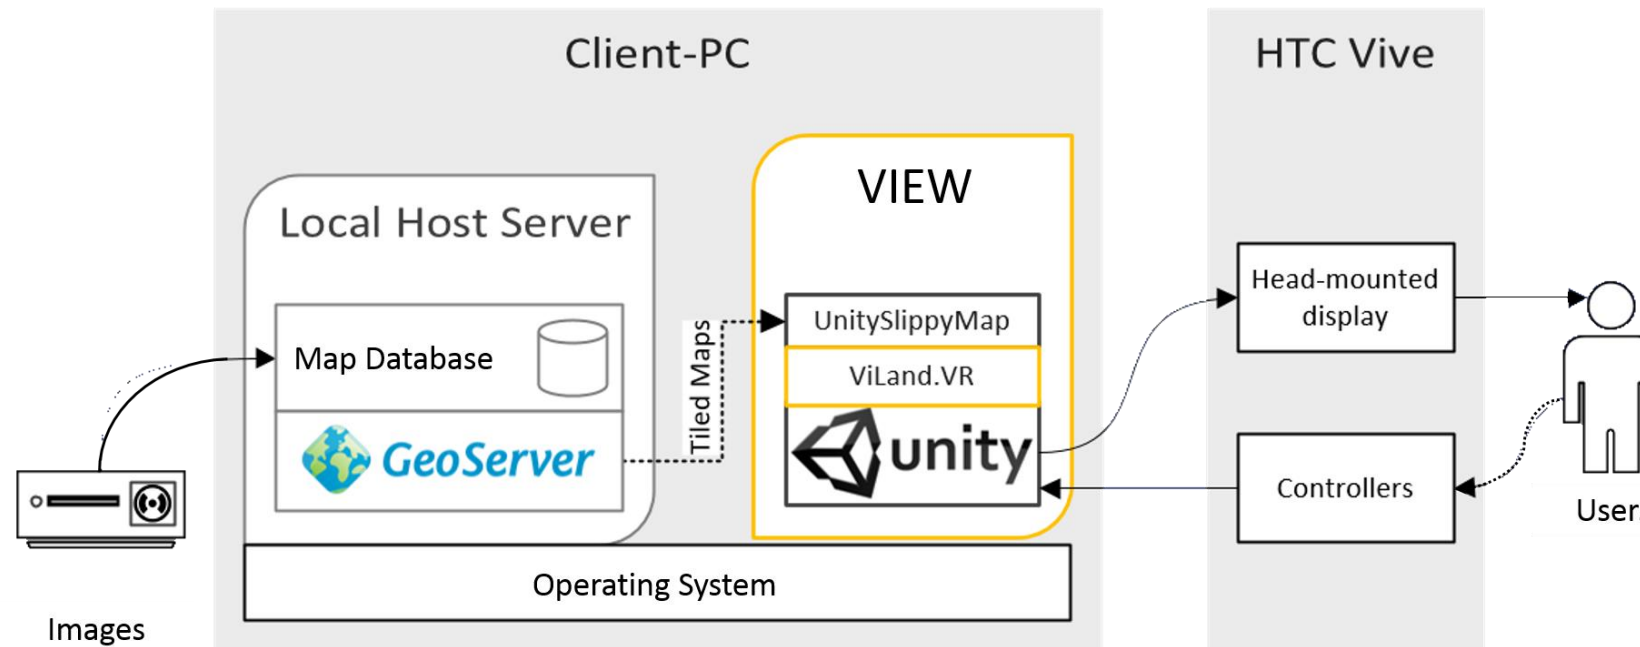 Client-PC
HTC Vive
VIEW
Local Host Server
Head-mounted
display
UnitySlippyMap
Map Database
Tiled Maps
ViLand.VR
GeoServer
unity
Controllers
Users
Operating System
Images